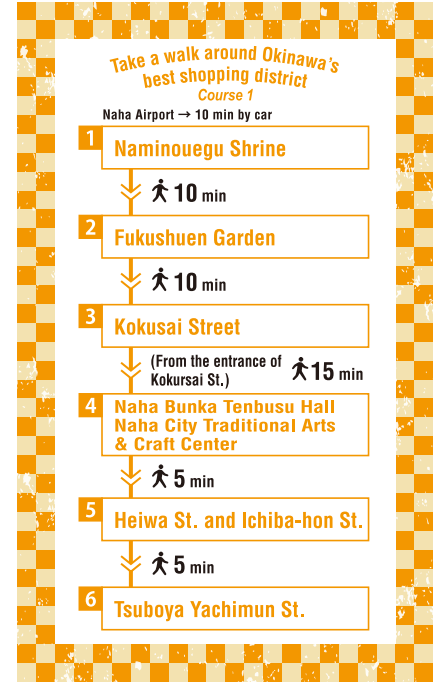 Take a walk around Okinawa's
best shopping district
Course 1
Naha Airport → 10 min by car
1
Naminouegu Shrine
10 min
2
Fukushuen Garden
10 min
3
Kokusai Street
(From the entrance of
Kokursai St.)
15 min
4
Naha Bunka Tenbusu Hall
Naha City Traditional Arts
& Craft Center
5 min
5
Heiwa St. and Ichiba-hon St.
5 min
6
Tsuboya Yachimun St.